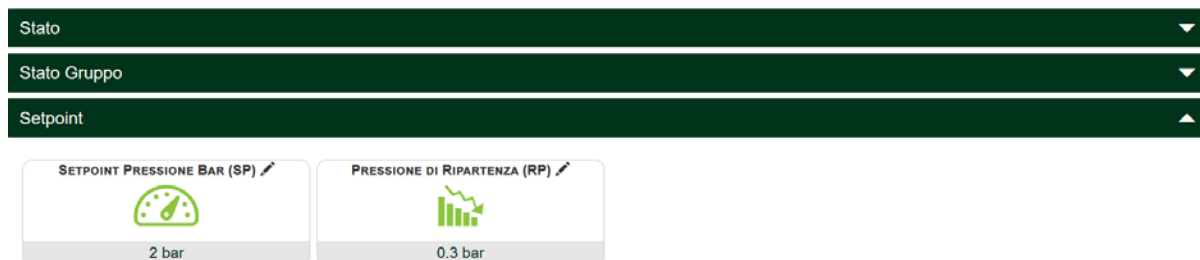 Stato
Stato Gruppo
Setpoint
SETPOINT PRESSIONE BAR (SP)
PRESSIONE DI RIPARTENZA (RP)
2 bar
0.3 bar